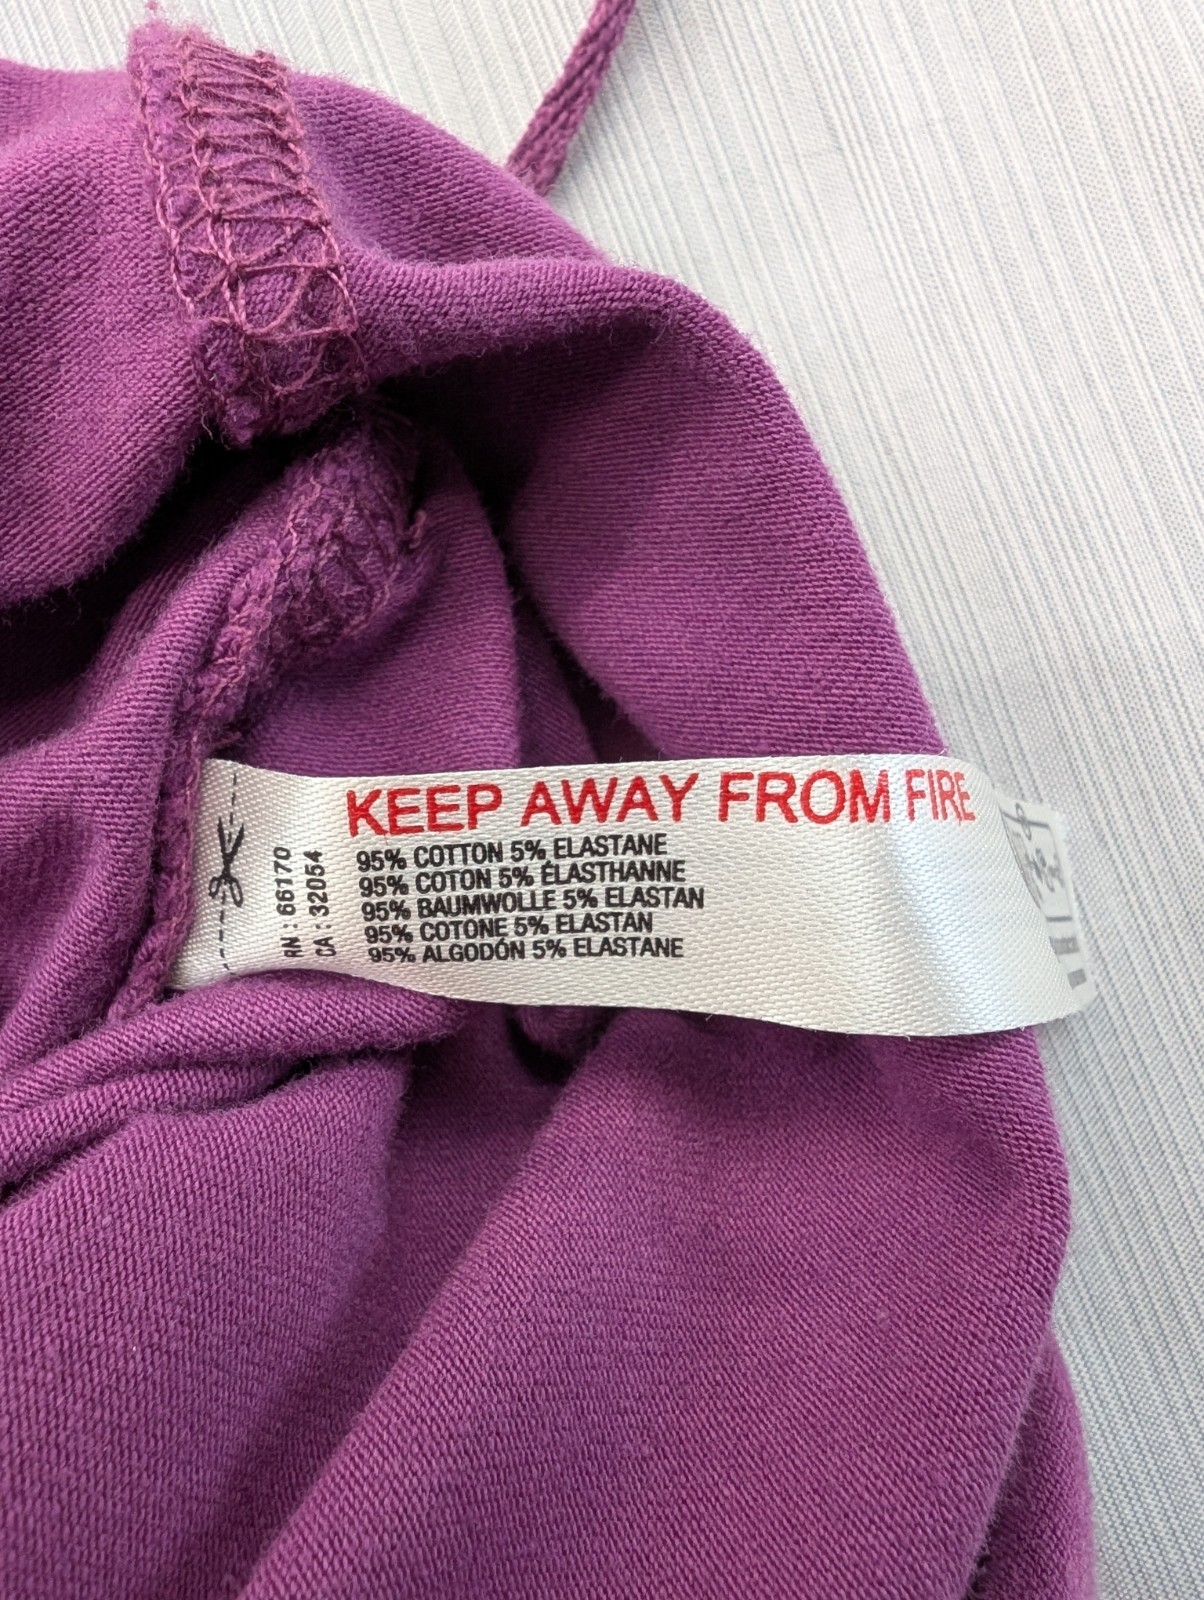 KEEP AWAY FROM FIRE
95% COTTON 5% ELASTANE
95% COTON 5% ÉLASTHANNE
95% BAUMWOLLE 5% ELASTAN
95% COTONE 5% ELASTAN
95% ALGODÓN 5% ELASTANE
RN : 66170
CA : 32054